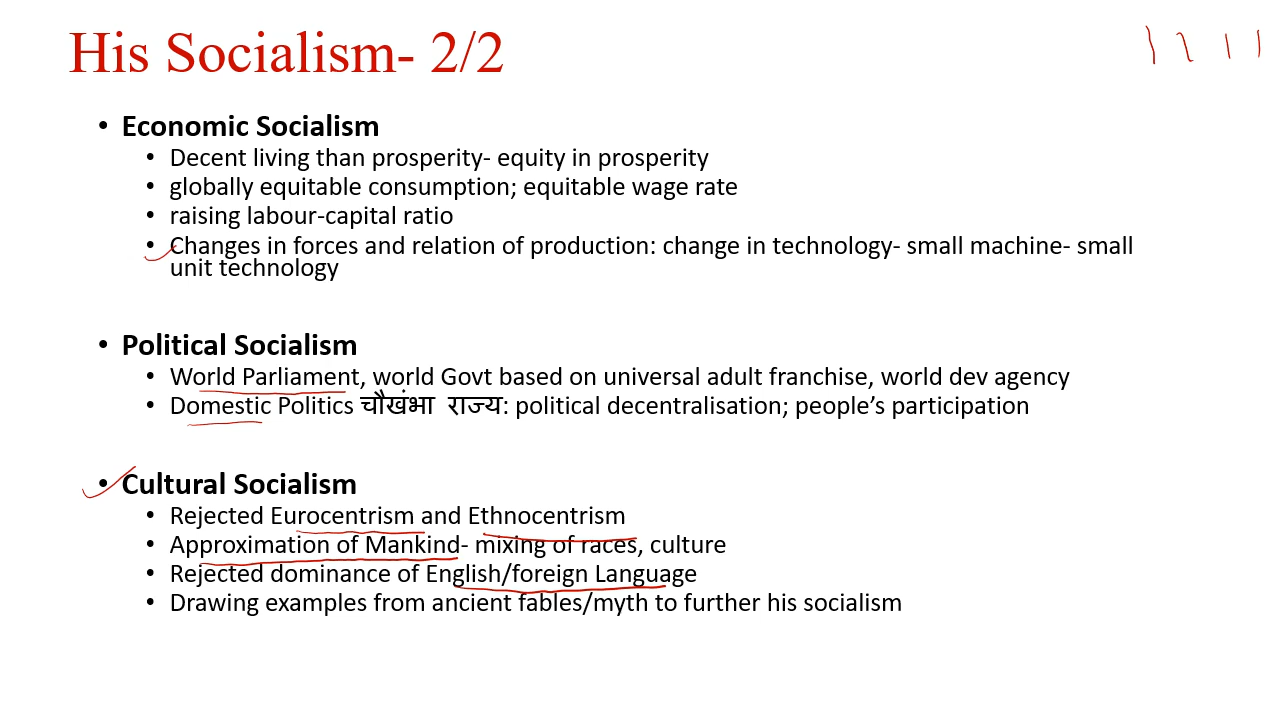 His Socialism- 2/2
• Economic Socialism
• Decent living than prosperity- equity in prosperity
• globally equitable consumption; equitable wage rate
• raising labour-capital ratio
• Changes in forces and relation of production: change in technology- small machine- small
unit technology
• Political Socialism
• World Parliament, world Govt based on universal adult franchise, world dev agency
• Domestic Politics चौखंभा राज्य: political decentralisation; people’s participation
• Cultural Socialism
• Rejected Eurocentrism and Ethnocentrism
• Approximation of Mankind- mixing of races, culture
• Rejected dominance of English/foreign Language
• Drawing examples from ancient fables/myth to further his socialism